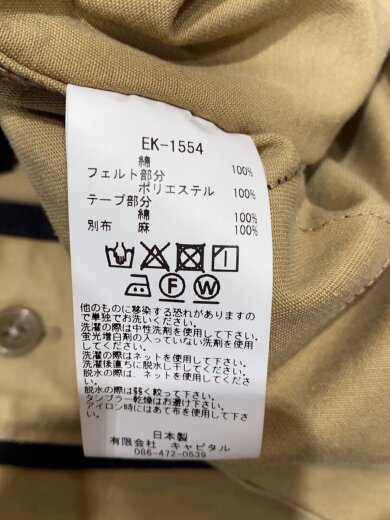 EK-1554
綿 100%
フェルト部分
ポリエステル 100%
テープ部分
綿 100%
別布 麻 100%
F W
他のものに移染する恐れがありますの
で単独でお洗いください。
洗濯の際は中性洗剤を使用して下さい。
蛍光増白剤の入っていない洗剤を使用
してください。
洗濯の際はネットを使用して下さい。
洗濯後直ちに脱水し干してください。
脱水の際は、ネットを使用してくださ
い。
脱水の際は弱く絞って下さい。
タンブラー乾燥はお避け下さい。
アイロン時にはあて布を使用して下さい。
日本製
有限会社 キャピタル
086-472-0539